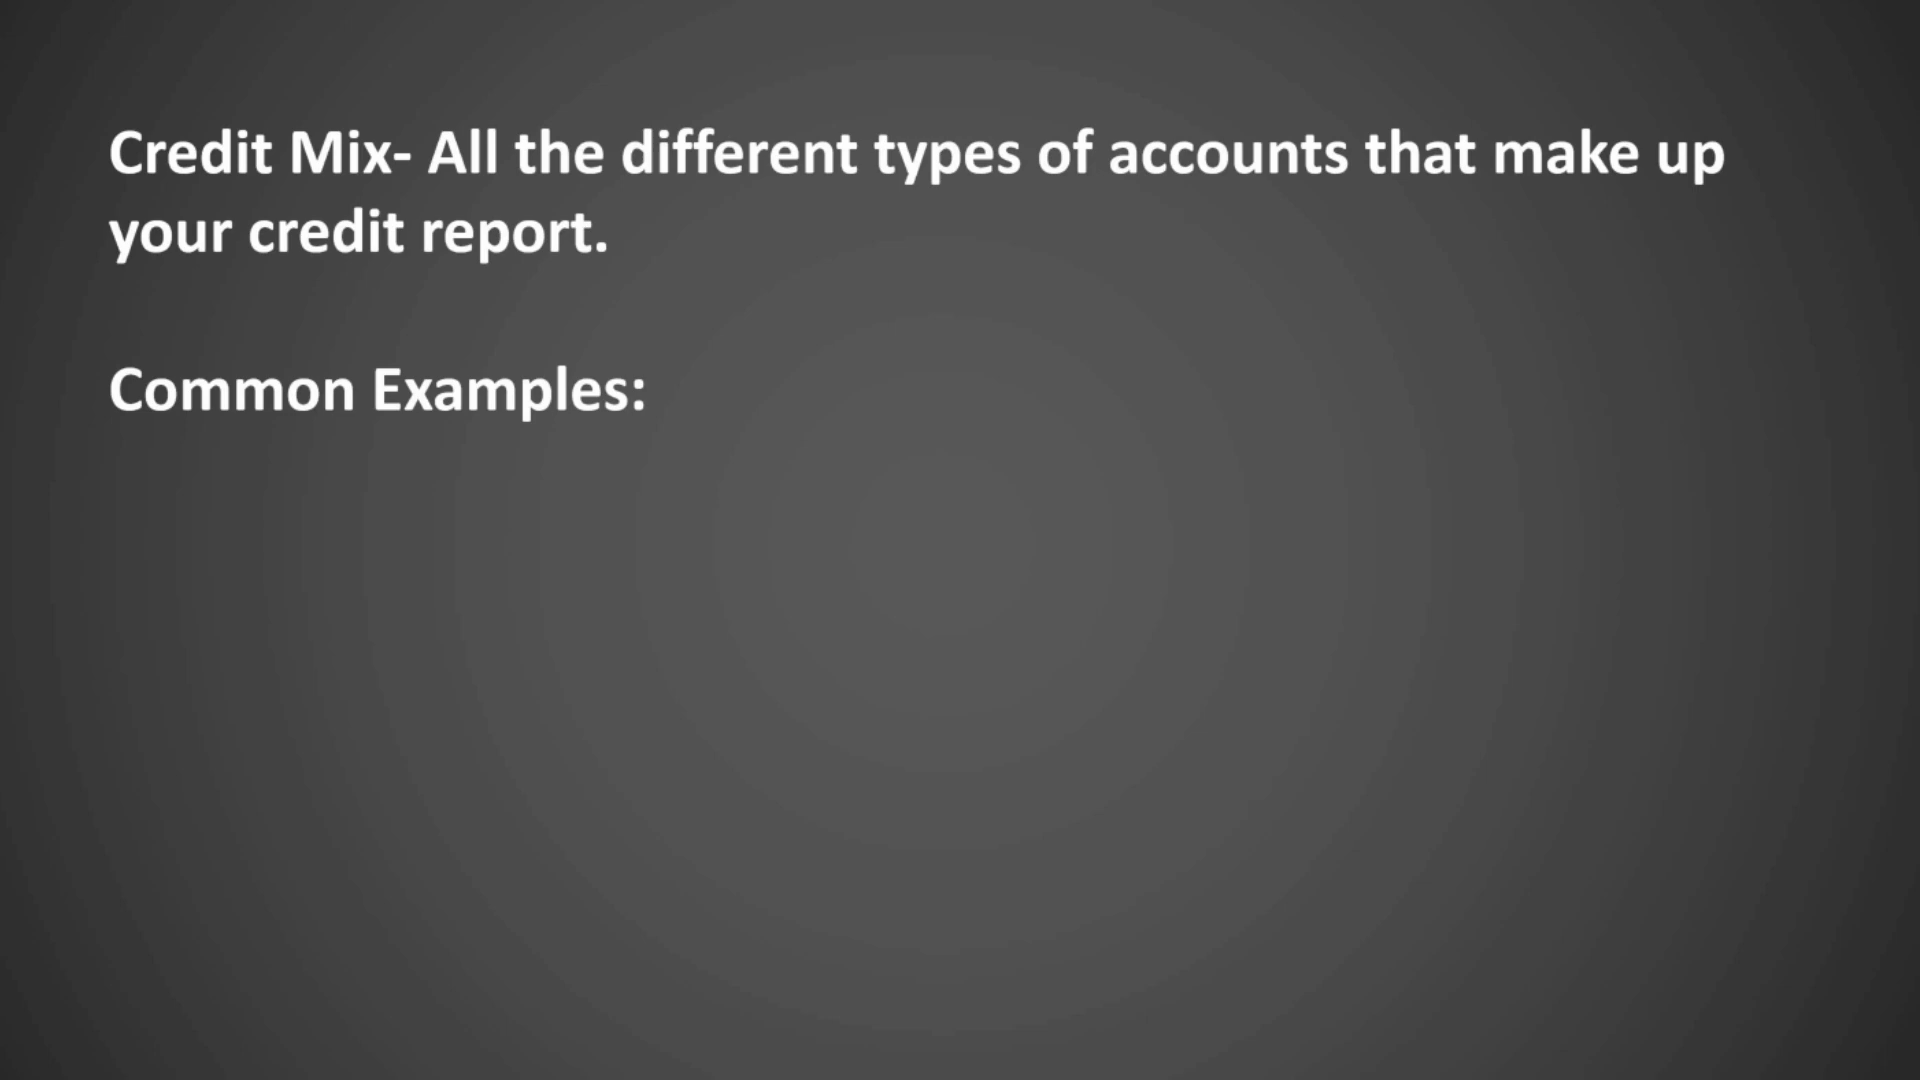 Credit Mix- All the different types of accounts that make up
your credit report.
Common Examples: